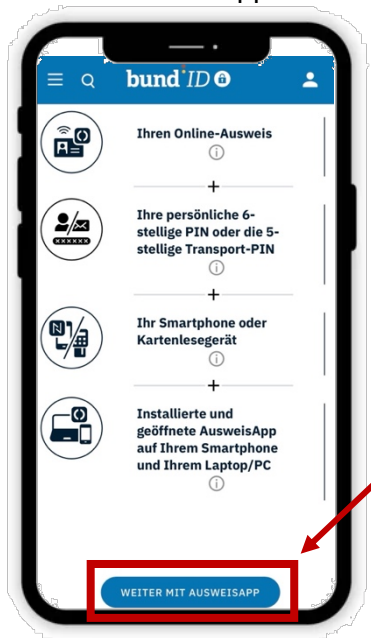 bund ID
Ihren Online-Ausweis
+
Ihre persönliche 6-
stellige PIN oder die 5-
stellige Transport-PIN
+
Ihr Smartphone oder
Kartenlesegerät
+
Installierte und
geöffnete AusweisApp
auf Ihrem Smartphone
und Ihrem Laptop/PC
WEITER MIT AUSWEISAPP